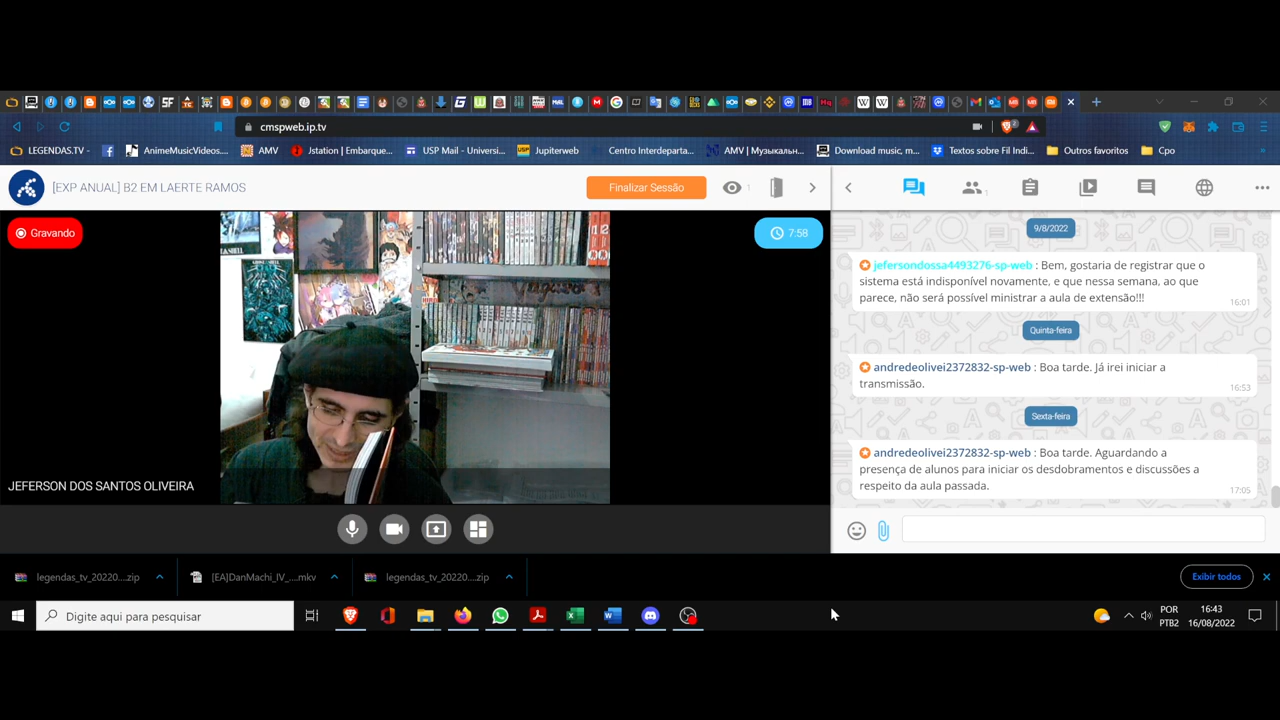 cmspweb.ip.tv
2
LEGENDAS.TV -
AnimeMusicVideos....
AMV
Jstation | Embarque...
USP Mail - Universi...
Jupiterweb
Centro Interdeparta...
AMV | Музыкальн...
Download music, m...
Textos sobre Fil Indi...
Outros favoritos
Cpo
[EXP ANUAL] B2 EM LAERTE RAMOS
Finalizar Sessão
1
1
Gravando
7:58
JEFERSON DOS SANTOS OLIVEIRA
9/8/2022
jefersondossa4493276-sp-web : Bem, gostaria de registrar que o
sistema está indisponível novamente, e que nessa semana, ao que
parece, não será possível ministrar a aula de extensão!!!
16:01
Quinta-feira
andredeolivei2372832-sp-web : Boa tarde. Já irei iniciar a
transmissão.
16:53
Sexta-feira
andredeolivei2372832-sp-web : Boa tarde. Aguardando a
presença de alunos para iniciar os desdobramentos e discussões a
respeito da aula passada.
17:05
legendas_tv_20220....zip
[EA]DanMachi_IV_....mkv
legendas_tv_20220....zip
Exibir todos
Digite aqui para pesquisar
POR
PTB2
16:43
16/08/2022